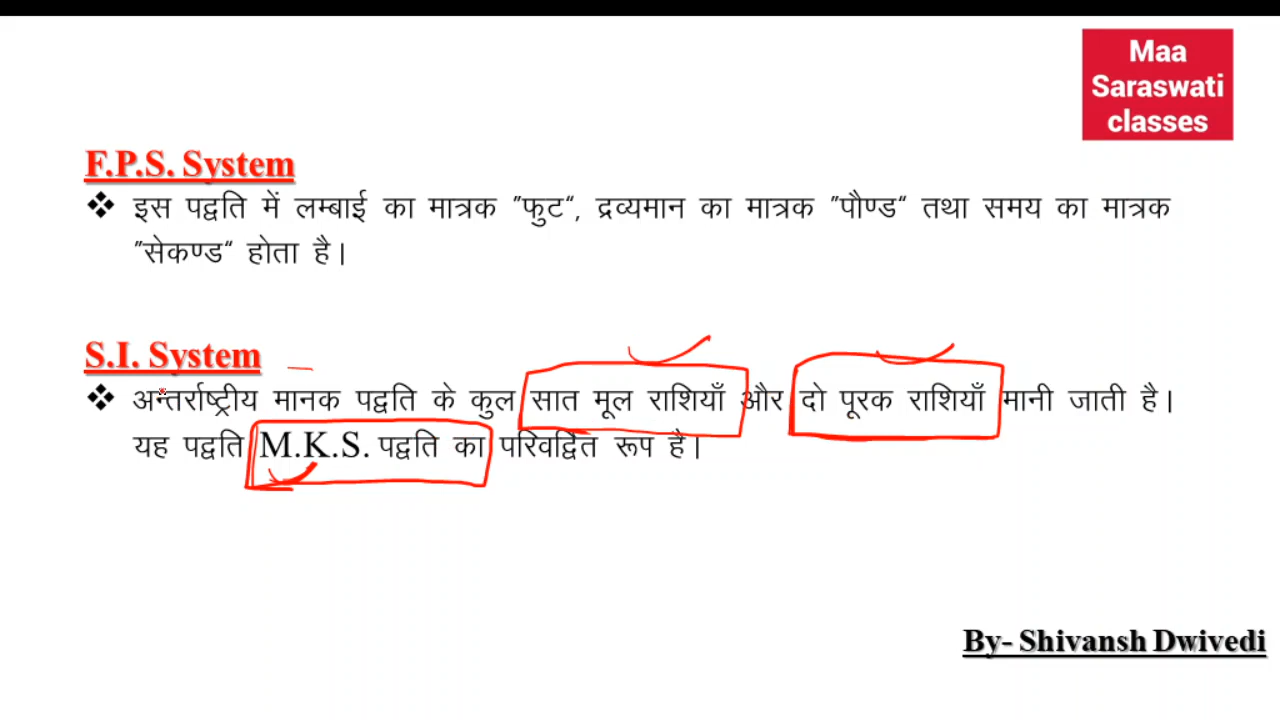 Maa
Saraswati
classes
F.P.S. System
❖ इस पद्वति में लम्बाई का मात्रक "फुट", द्रव्यमान का मात्रक "पौण्ड" तथा समय का मात्रक
"सेकण्ड" होता है।
S.I. System
❖ अन्तर्राष्ट्रीय मानक पद्वति के कुल सात मूल राशियाँ और दो पूरक राशियाँ मानी जाती है।
यह पद्वति M.K.S. पद्वति का परिवद्वित रूप है।
By- Shivansh Dwivedi